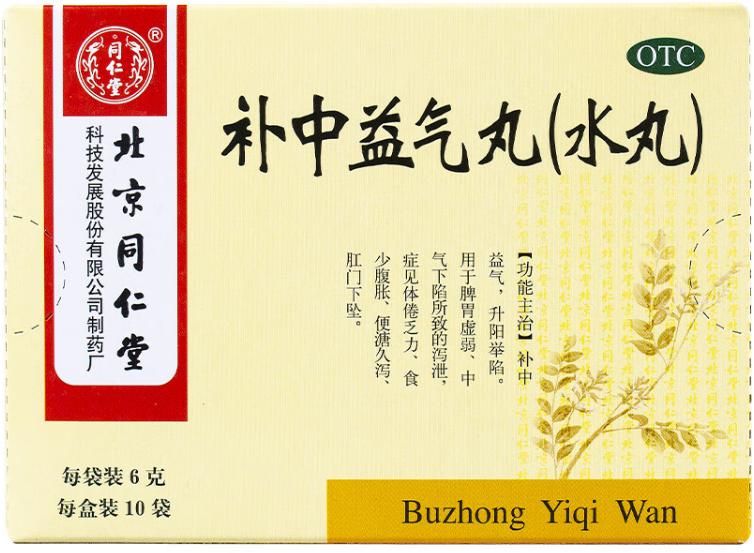 同仁堂
®
北京同仁堂
科技发展股份有限公司制药厂
OTC
补中益气丸(水丸)
【功能主治】补中
益气，升阳举陷。
用于脾胃虚弱、中
气下陷所致的泻泄，
症见体倦乏力、食
少腹胀、便溏久泻、
肛门下坠。
每袋装6克
每盒装10袋
Buzhong Yiqi Wan